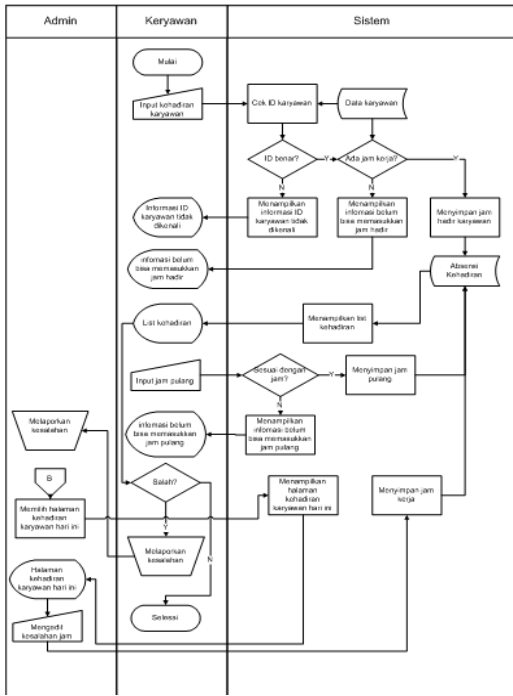 Admin
Keryawan
Sistem
Mulai
Input kehadiran
karyawan
Cek ID karyawan
Data karyawan
ID benar?
Y
Ada jam kerja?
Y
N
N
Informasi ID
karyawan tidak
dikenali
Menampilkan
informasi ID
karyawan tidak
dikenali
Menampilkan
informasi belum
bisa memasukkan
jam hadir
Menyimpan jam
hadir karyawan
infomasi belum
bisa memasukkan
jam hadir
Absensi
Kehadiran
List kehadiran
Menampilkan list
kehadiran
Input jam pulang
Sesuai dengan
jam?
Y
Menyimpan jam
pulang
N
Melaporkan
kesalahan
infomasi belum
bisa memasukkan
jam pulang
Menampilkan
infomasi belum bisa
memasukkan
jam pulang
B
Salah?
Menampilkan
halaman
kehadiran
karyawan hari ini
Menyimpan jam
kerja
Memilih halaman
kehadiran
karyawan hari ini
Y
N
Melaporkan
kesalahan
Halaman
kehadiran
karyawan hari ini
Selesai
Mengedit
kesalahan jam